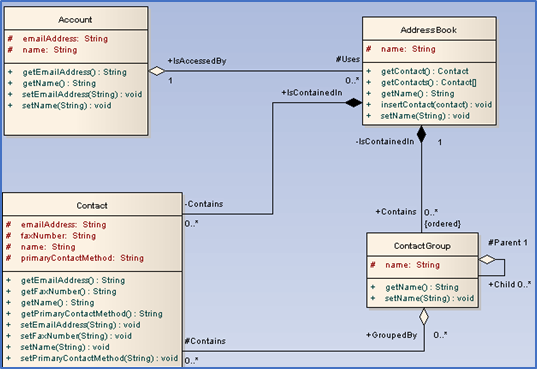 Account
# emailAddress: String
# name: String
+ getEmailAddress() : String
+ getName() : String
+ setEmailAddress(String) : void
+ setName(String) : void
+IsAccessedBy
1
#Uses
0..*
AddressBook
# name: String
+ getContact() : Contact
+ getContacts() : Contact[]
+ getName() : String
+ insertContact(contact) : void
+ setName(String) : void
+IsContainedIn
-IsContainedIn
1
-Contains
0..*
+Contains
0..*
{ordered}
Contact
# emailAddress: String
# faxNumber: String
# name: String
# primaryContactMethod: String
+ getEmailAddress() : String
+ getFaxNumber() : String
+ getName() : String
+ getPrimaryContactMethod() : String
+ setEmailAddress(String) : void
+ setFaxNumber(String) : void
+ setName(String) : void
+ setPrimaryContactMethod(String) : void
ContactGroup
# name: String
+ getName() : String
+ setName(String) : void
#Parent 1
+Child 0..*
#Contains
0..*
+GroupedBy
0..*